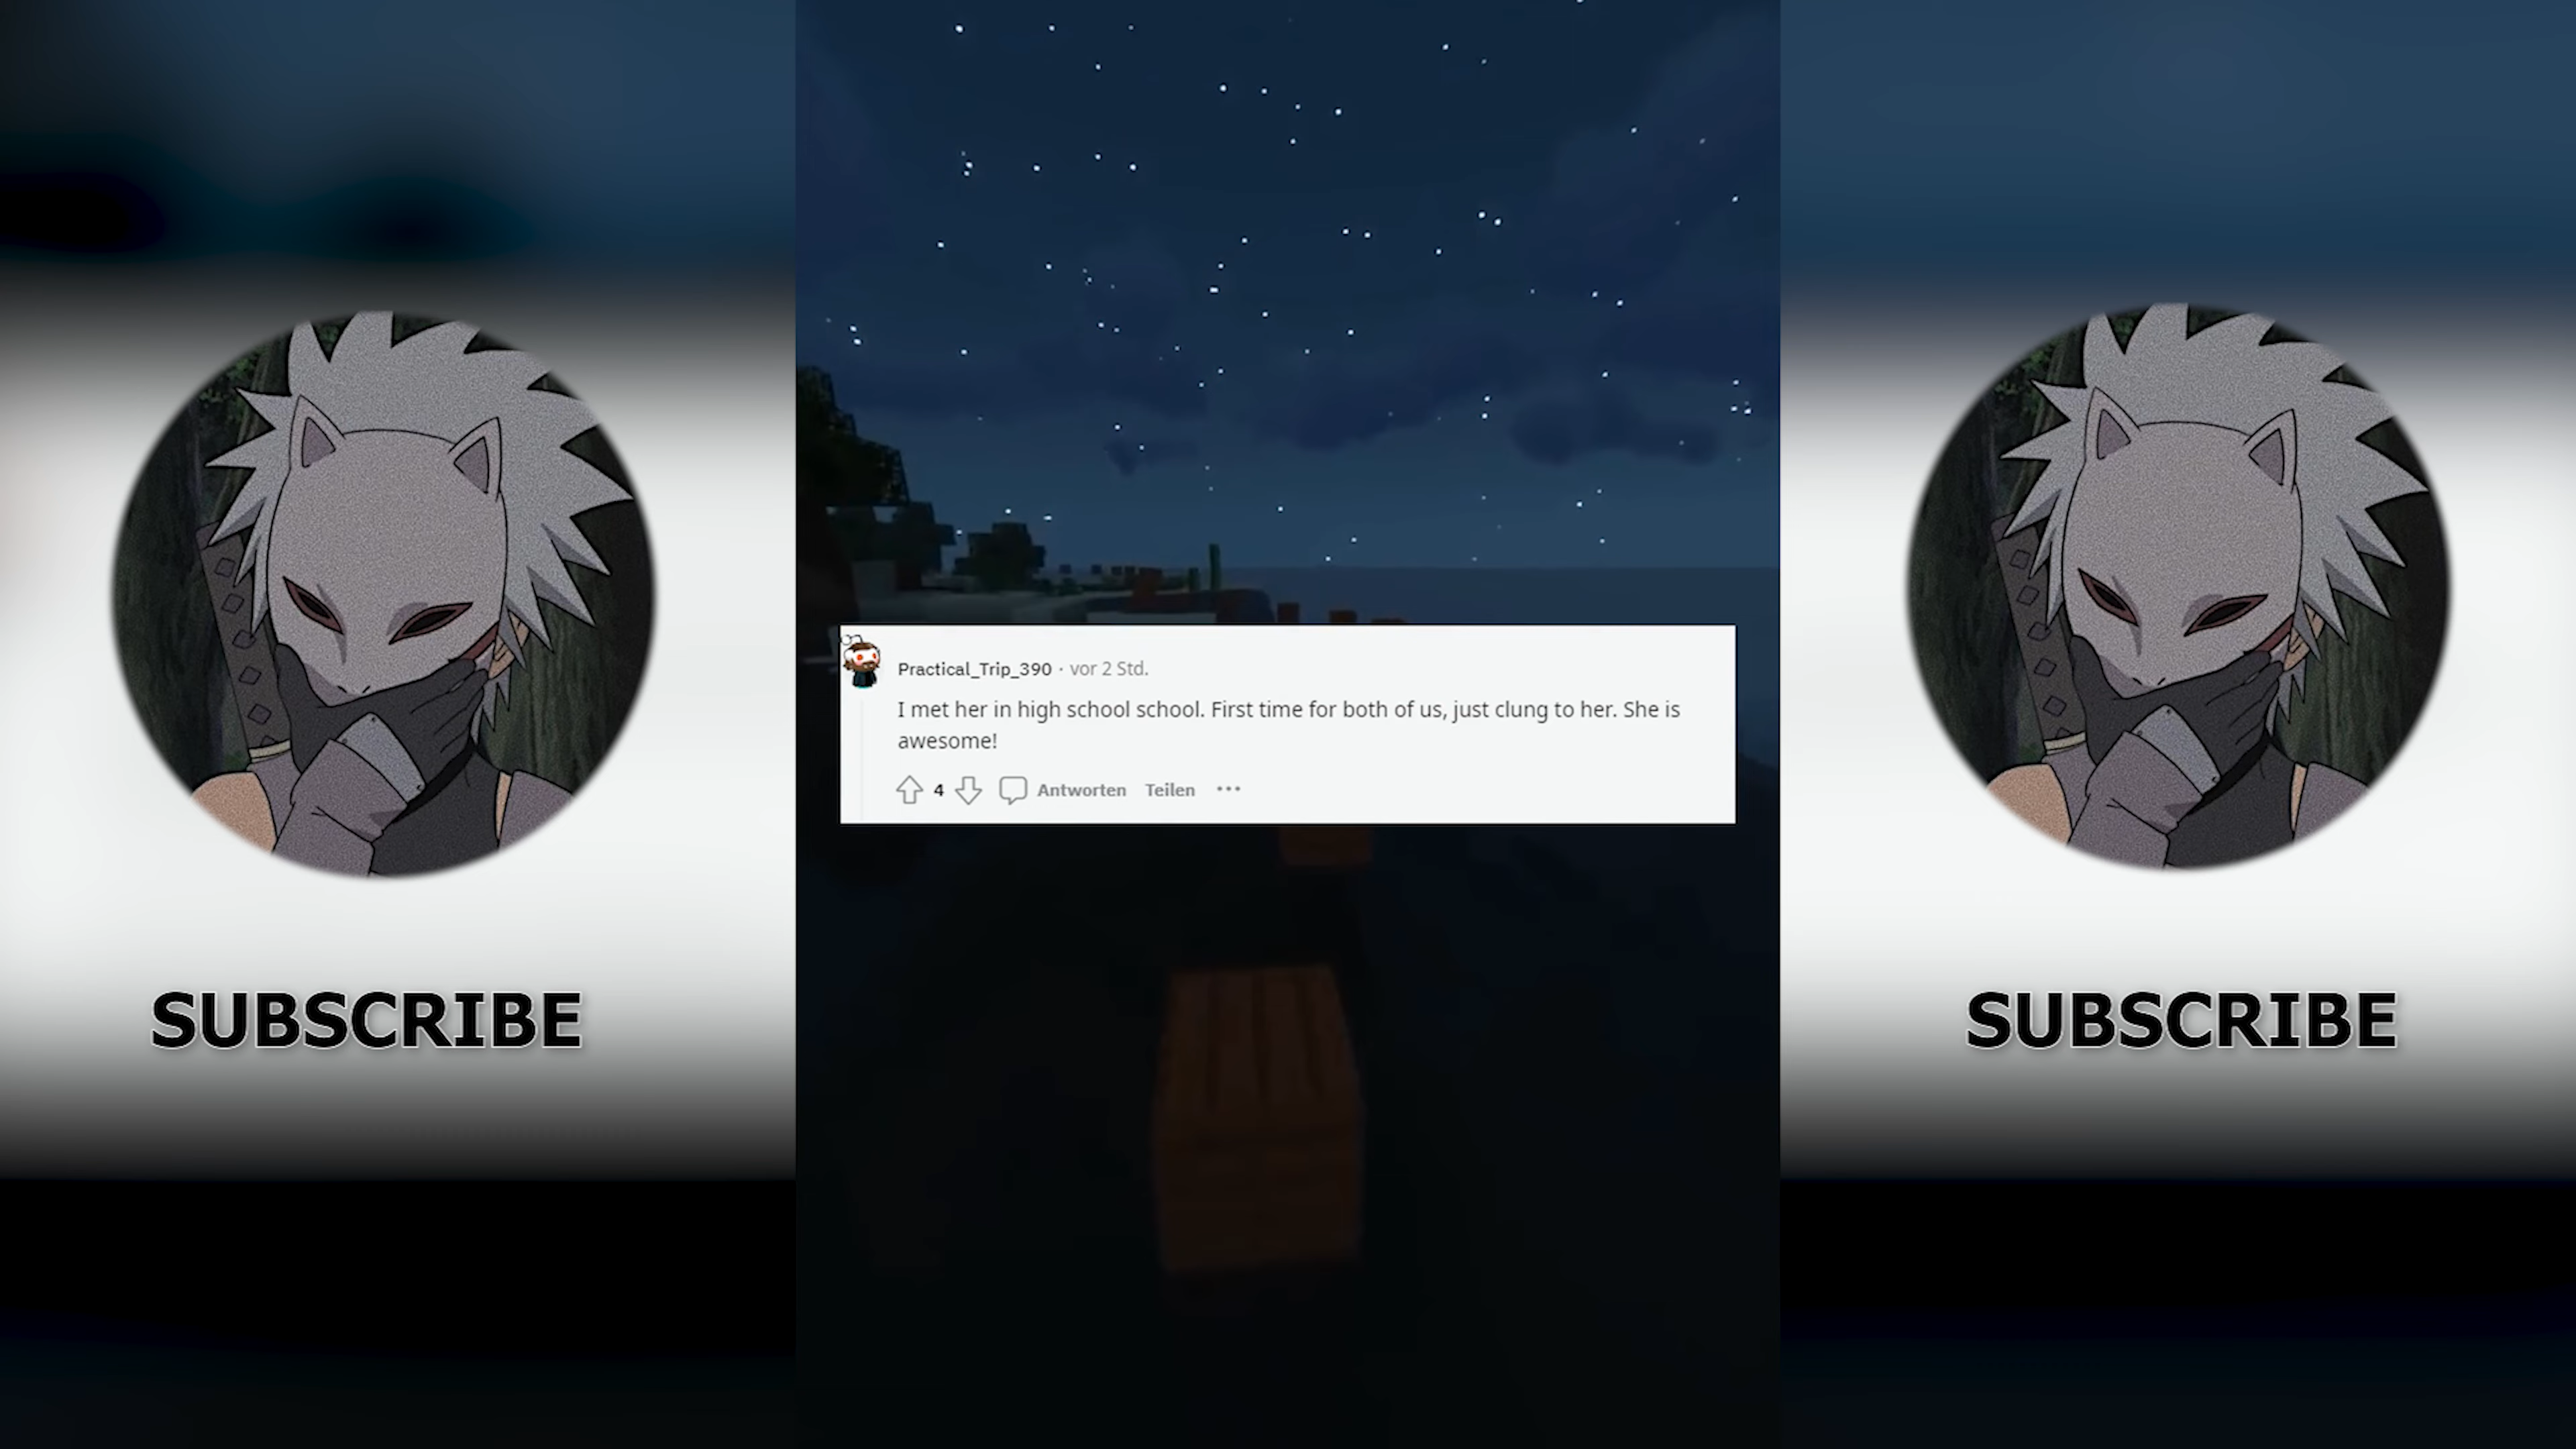 Practical_Trip_390 · vor 2 Std.
I met her in high school school. First time for both of us, just clung to her. She is
awesome!
4 Antworten Teilen ···
SUBSCRIBE
SUBSCRIBE